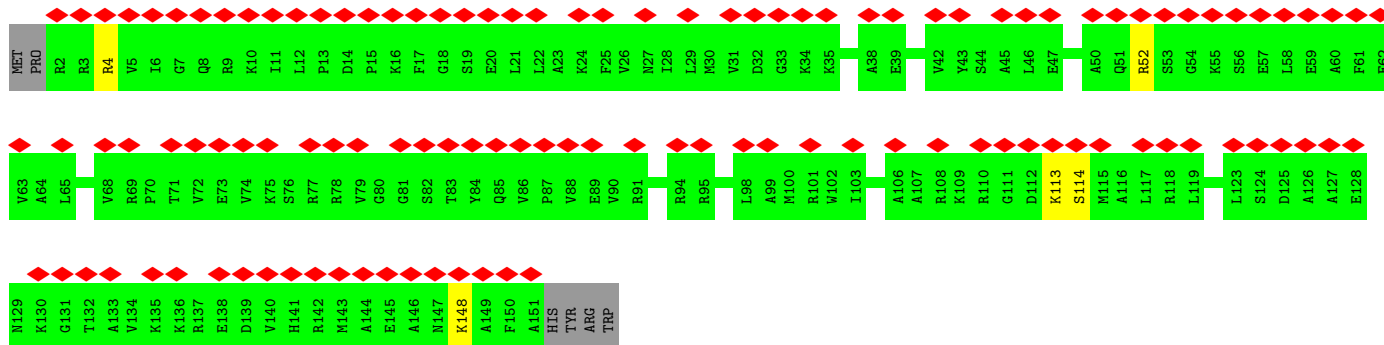 MET PRO R2 R3 R4 V5 I6 G7 Q8 R9 K10 I11 L12 P13 D14 P15 K16 F17 G18 S19 E20 L21 L22 A23 K24 F25 V26 N27 I28 L29 M30 V31 D32 G33 K34 K35 A38 E39 V42 Y43 S44 A45 L46 E47 A50 Q51 R52 S53 G54 K55 S56 E57 L58 E59 A60 F61 E62
V63 A64 L65 V68 R69 P70 T71 V72 E73 V74 K75 S76 R77 R78 V79 G80 G81 S82 T83 Y84 Q85 V86 P87 V88 E89 V90 R91 R94 R95 L98 A99 M100 R101 W102 I103 A106 A107 R108 K109 R110 G111 D112 K113 S114 M115 A116 L117 R118 L119 L123 S124 D125 A126 A127 E128
N129 K130 G131 T132 A133 V134 K135 K136 R137 E138 D139 V140 H141 R142 M143 A144 E145 A146 N147 K148 A149 F150 A151 HIS TYR ARG TRP